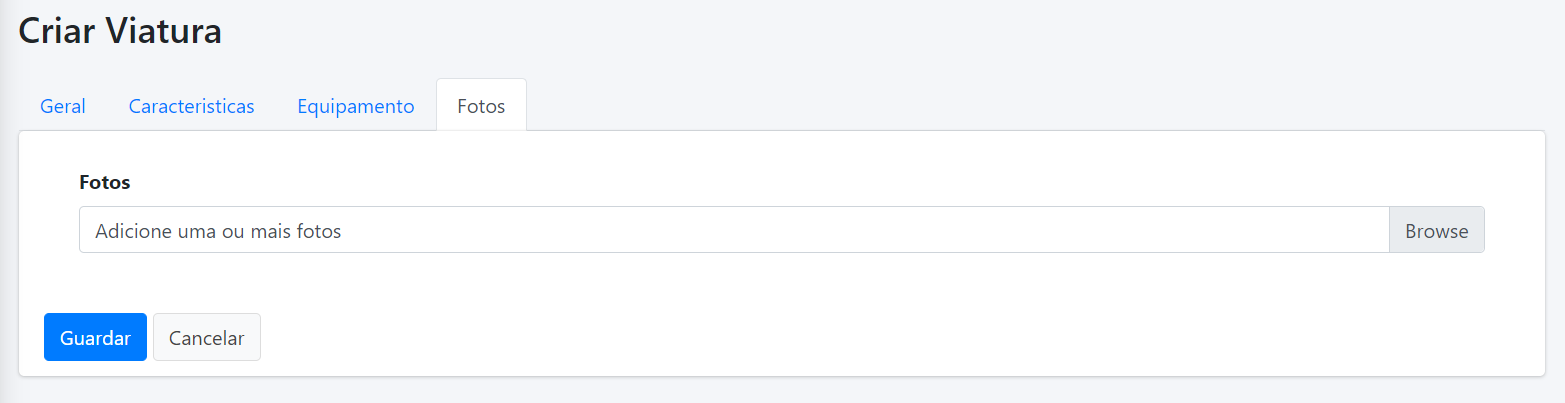 Criar Viatura
Geral Caracteristicas Equipamento Fotos
Fotos
Adicione uma ou mais fotos Browse
Guardar Cancelar